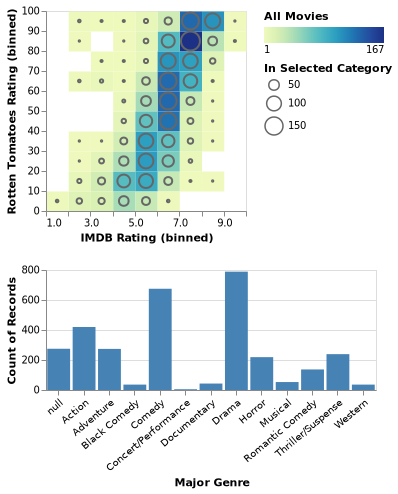 Rotten Tomatoes Rating (binned)
100
90
80
70
60
50
40
30
20
10
0
1.0 3.0 5.0 7.0 9.0
IMDB Rating (binned)
All Movies
1 167
In Selected Category
50
100
150
Count of Records
800
600
400
200
0
null Action Adventure Black Comedy Comedy Concert/Performance Documentary Drama Horror Musical Romantic Comedy Thriller/Suspense Western
Major Genre